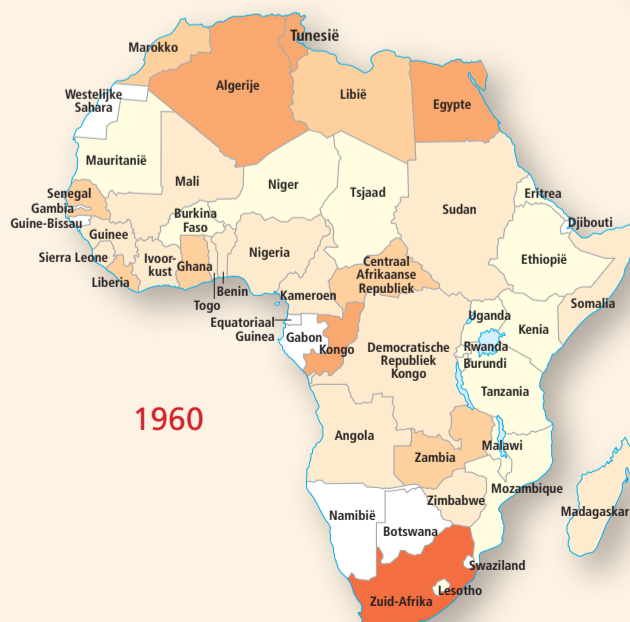 Tunesië
Marokko
Algerije
Libië
Egypte
Westelijke
Sahara
Mauritanië
Mali
Niger
Tsjaad
Sudan
Eritrea
Djibouti
Senegal
Gambia
Guine-Bissau
Guinee
Burkina
Faso
Sierra Leone
Liberia
Ivoor-
kust
Ghana
Togo
Benin
Nigeria
Kameroen
Centraal
Afrikaanse
Republiek
Ethiopië
Somalia
Equatoriaal
Guinea
Gabon
Kongo
Democratische
Republiek
Kongo
Uganda
Kenia
Rwanda
Burundi
Tanzania
1960
Angola
Zambia
Malawi
Mozambique
Zimbabwe
Madagaskar
Namibië
Botswana
Swaziland
Lesotho
Zuid-Afrika